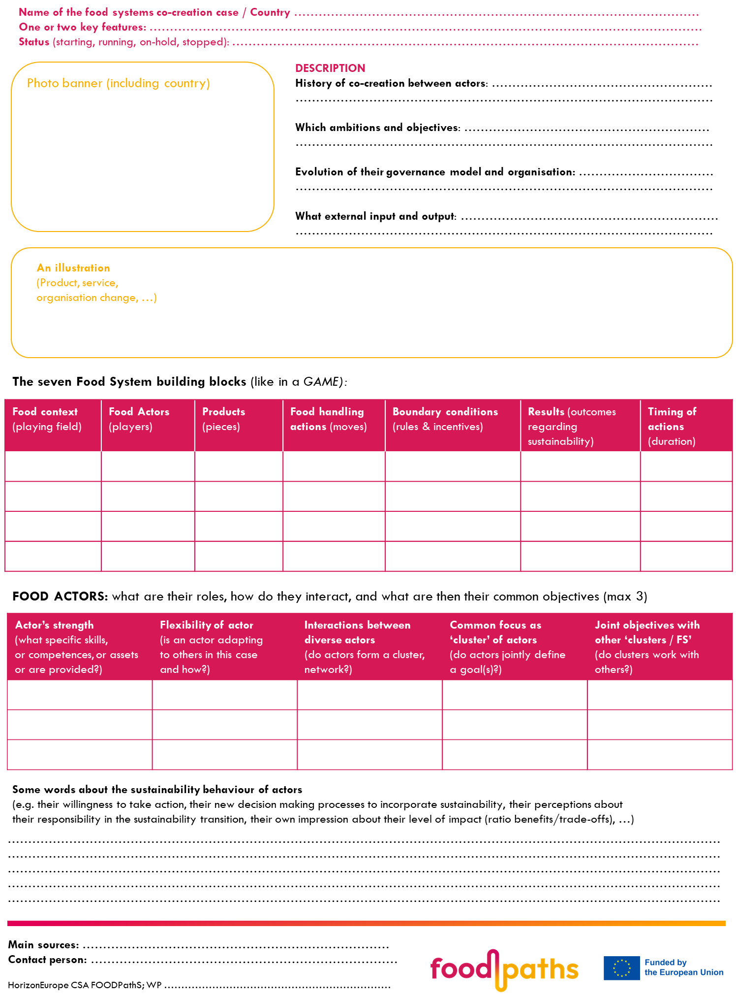 Name of the food systems co-creation case / Country ……………………………………………………………………………………
One or two key features: ……………………………………………………………………………………………………………………
Status (starting, running, on-hold, stopped): …………………………………………………………………………………………………
Photo banner (including country)
DESCRIPTION
History of co-creation between actors: ………………………………………………
…………………………………………………………………………………………
Which ambitions and objectives: ……………………………………………………
…………………………………………………………………………………………
Evolution of their governance model and organisation: ……………………………
…………………………………………………………………………………………
What external input and output: ………………………………………………………
…………………………………………………………………………………………
An illustration
(Product, service,
organisation change, …)
The seven Food System building blocks (like in a GAME):
Food context
(playing field)
Food Actors
(players)
Products
(pieces)
Food handling
actions (moves)
Boundary conditions
(rules & incentives)
Results (outcomes
regarding
sustainability)
Timing of
actions
(duration)
FOOD ACTORS: what are their roles, how do they interact, and what are then their common objectives (max 3)
Actor’s strength
(what specific skills,
or competences, or assets
or are provided?)
Flexibility of actor
(is an actor adapting
to others in this case
and how?)
Interactions between
diverse actors
(do actors form a cluster,
network?)
Common focus as
‘cluster’ of actors
(do actors jointly define
a goal(s)?)
Joint objectives with
other ‘clusters / FS’
(do clusters work with
others?)
Some words about the sustainability behaviour of actors
(e.g. their willingness to take action, their new decision making processes to incorporate sustainability, their perceptions about
their responsibility in the sustainability transition, their own impression about their level of impact (ratio benefits/trade-offs), …)
…………………………………………………………………………………………………………………………………………………………
…………………………………………………………………………………………………………………………………………………………
…………………………………………………………………………………………………………………………………………………………
…………………………………………………………………………………………………………………………………………………………
…………………………………………………………………………………………………………………………………………………………
Main sources: …………………………………………………………………
Contact person: …………………………………………………………………
HorizonEurope CSA FOODPathS; WP …………………………………………………………
foodpaths
Funded by
the European Union